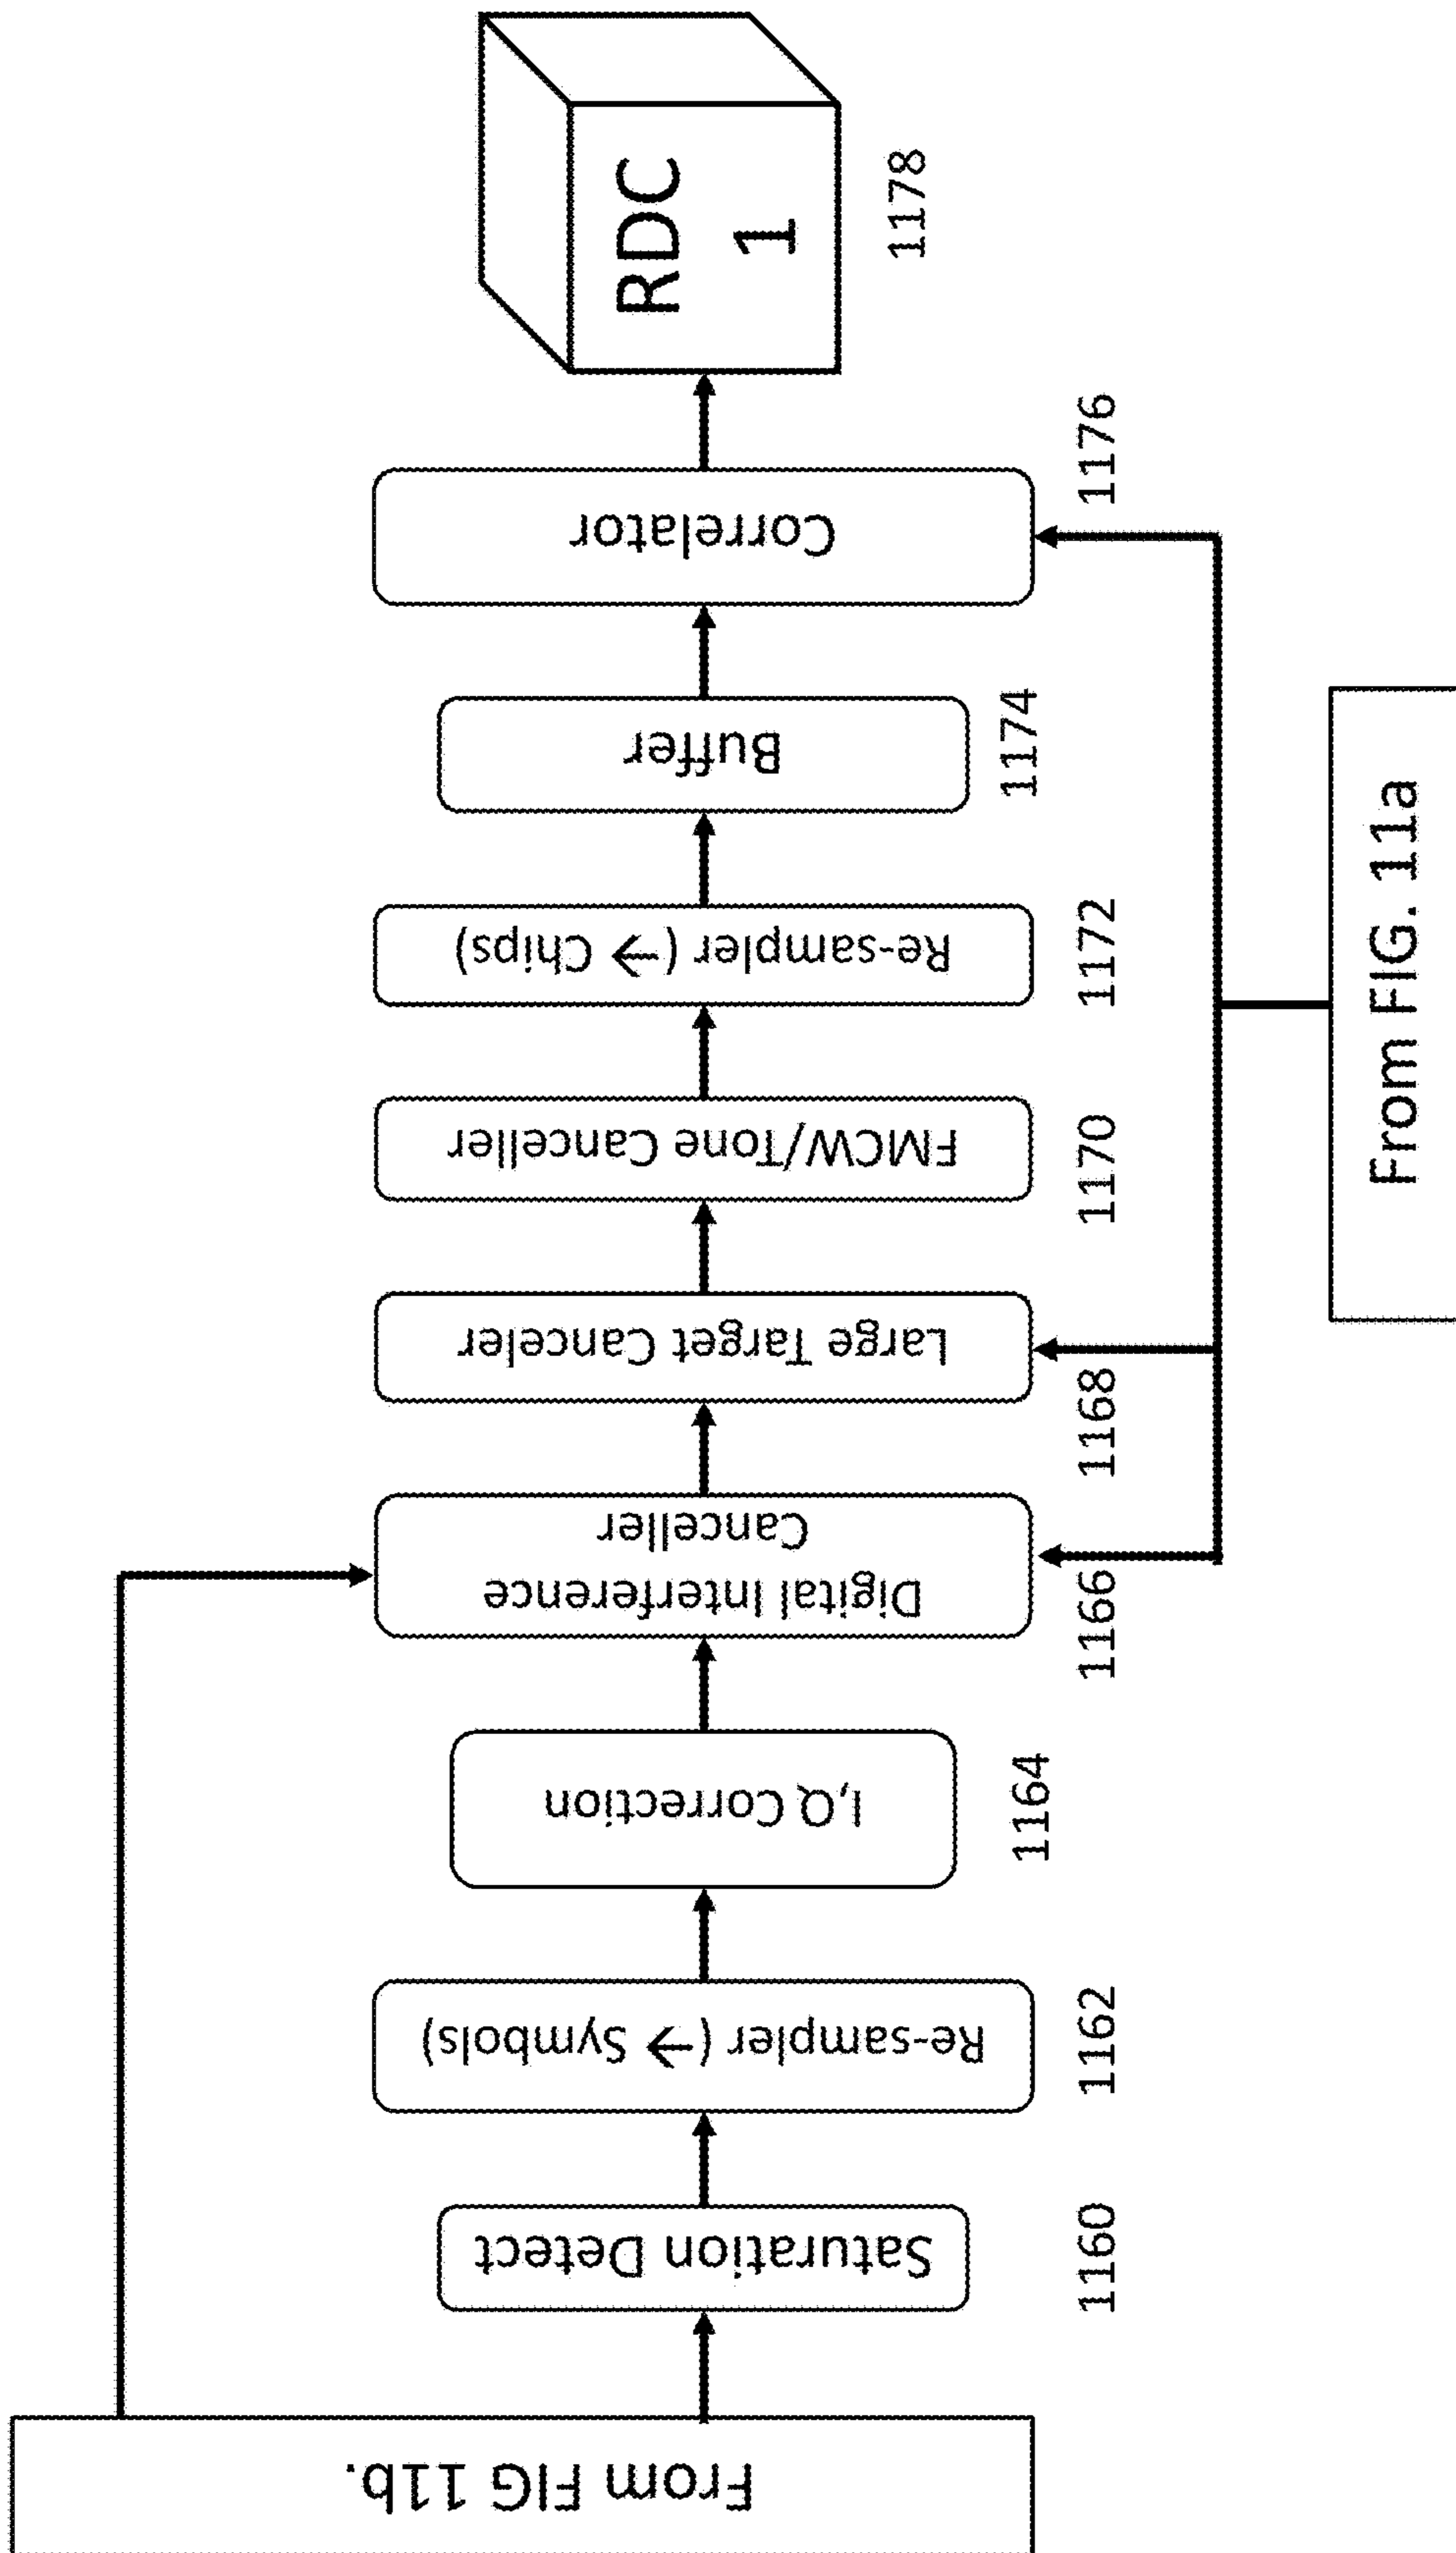 From FIG 11b.
Saturation Detect
1160
Re-sampler (→ Symbols)
1162
I,Q Correction
1164
Digital Interference
Canceller
1166
Large Target Canceler
1168
FMCW/Tone Canceller
1170
Re-sampler (→ Chips)
1172
Buffer
1174
Correlator
1176
RDC
1
1178
From FIG. 11a